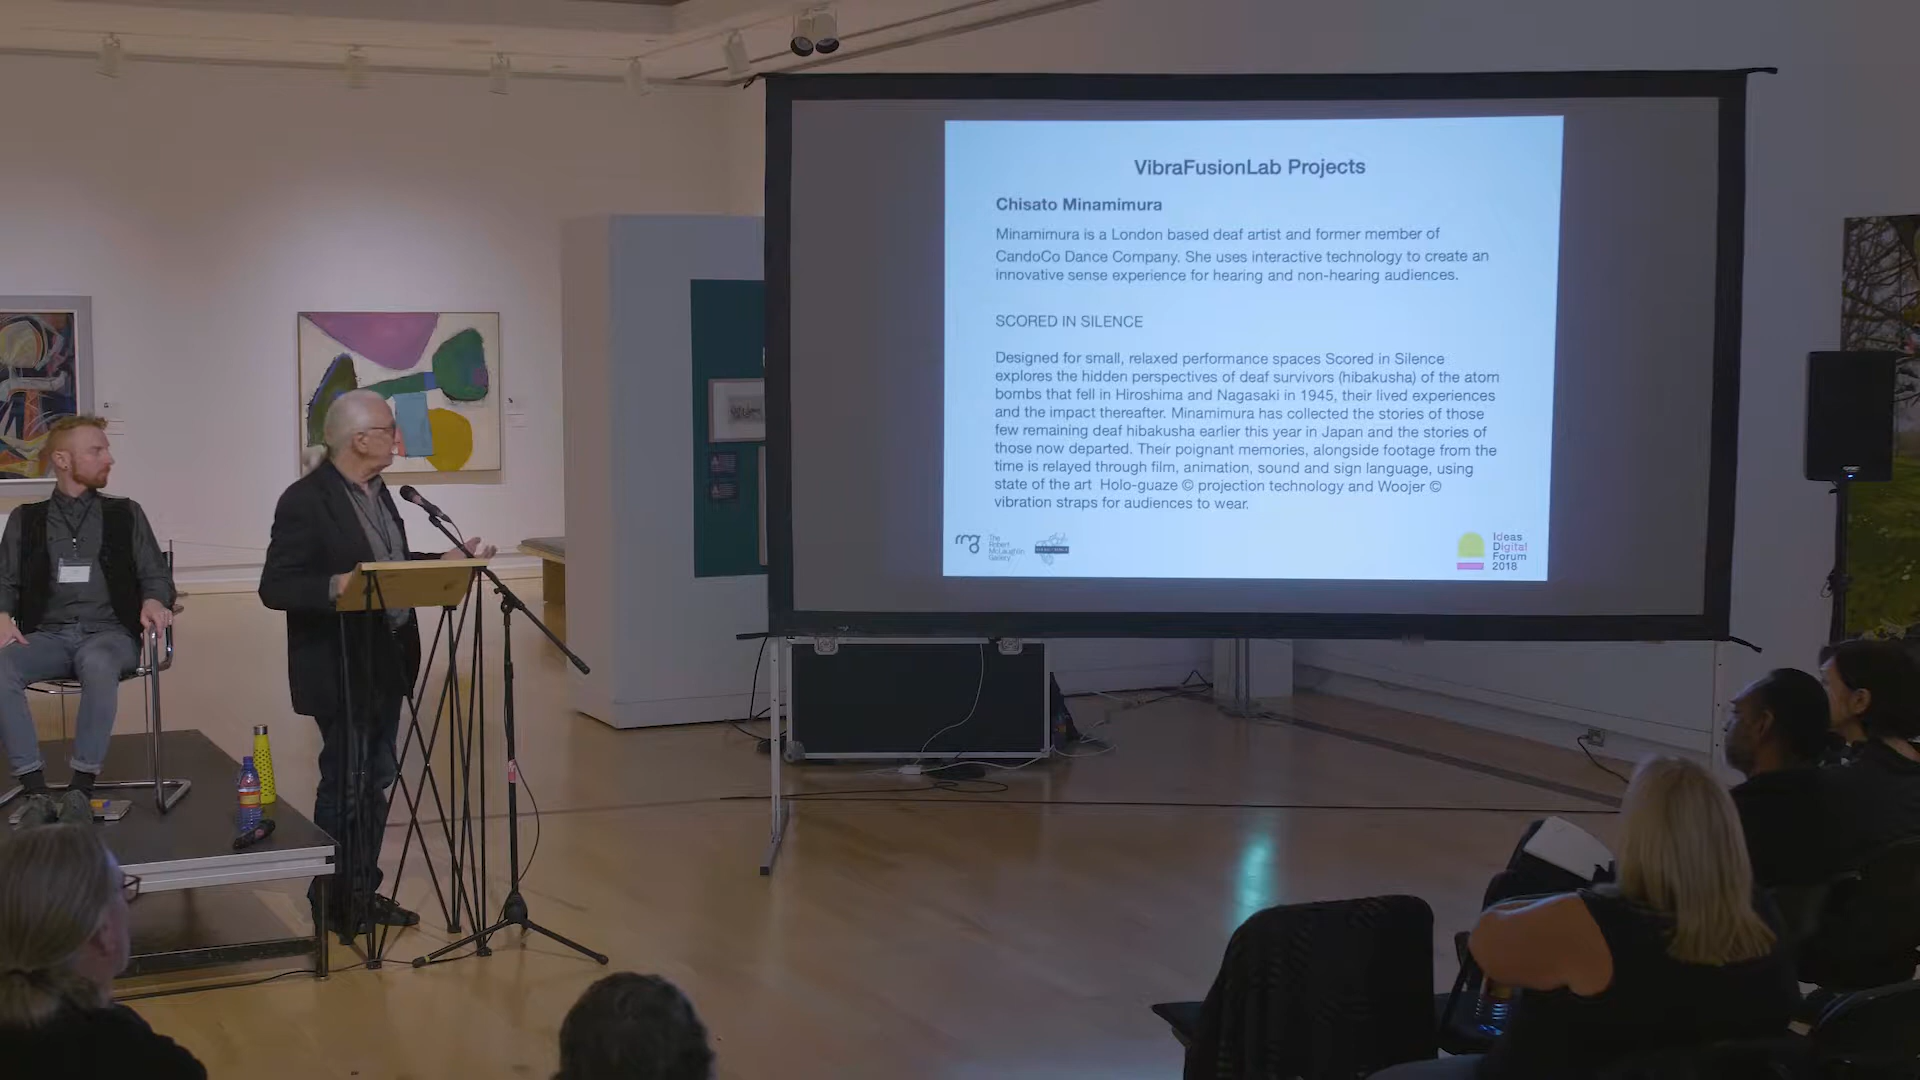 VibraFusionLab Projects
Chisato Minamimura
Minamimura is a London based deaf artist and former member of
CandoCo Dance Company. She uses interactive technology to create an
innovative sense experience for hearing and non-hearing audiences.
SCORED IN SILENCE
Designed for small, relaxed performance spaces Scored in Silence
explores the hidden perspectives of deaf survivors (hibakusha) of the atom
bombs that fell in Hiroshima and Nagasaki in 1945, their lived experiences
and the impact thereafter. Minamimura has collected the stories of those
few remaining deaf hibakusha earlier this year in Japan and the stories of
those now departed. Their poignant memories, alongside footage from the
time is relayed through film, animation, sound and sign language, using
state of the art Holo-guaze © projection technology and Woojer ©
vibration straps for audiences to wear.
rmg
The
Robert
McLaughlin
Gallery
Ideas
Digital
Forum
2018